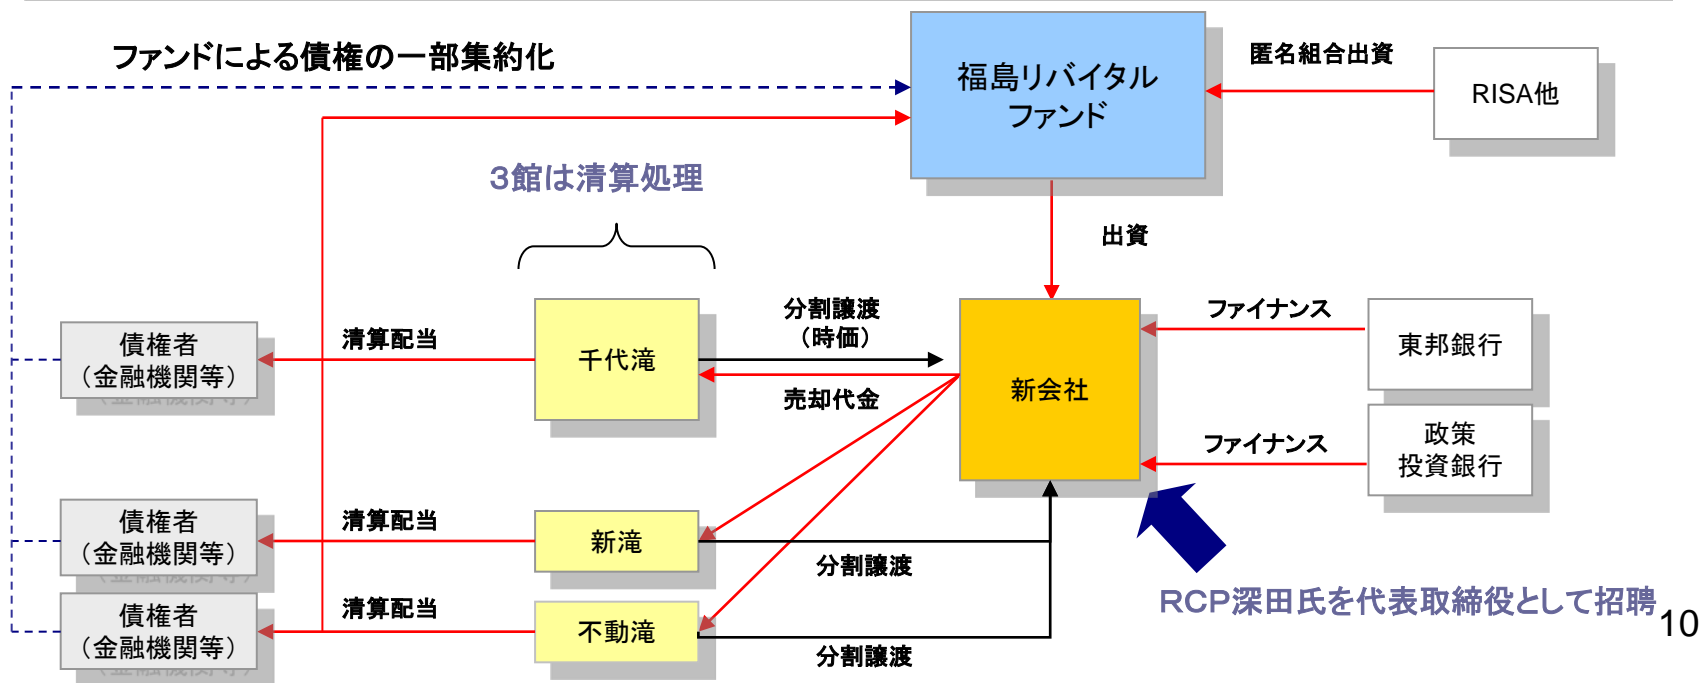 ファンドによる債権の一部集約化
福島リバイタル
ファンド
匿名組合出資
RISA他
3館は清算処理
出資
債権者
（金融機関等）
清算配当
千代滝
分割譲渡
（時価）
売却代金
新会社
ファイナンス
東邦銀行
ファイナンス
政策
投資銀行
債権者
（金融機関等）
清算配当
新滝
分割譲渡
債権者
（金融機関等）
清算配当
不動滝
分割譲渡
RCP深田氏を代表取締役として招聘
10